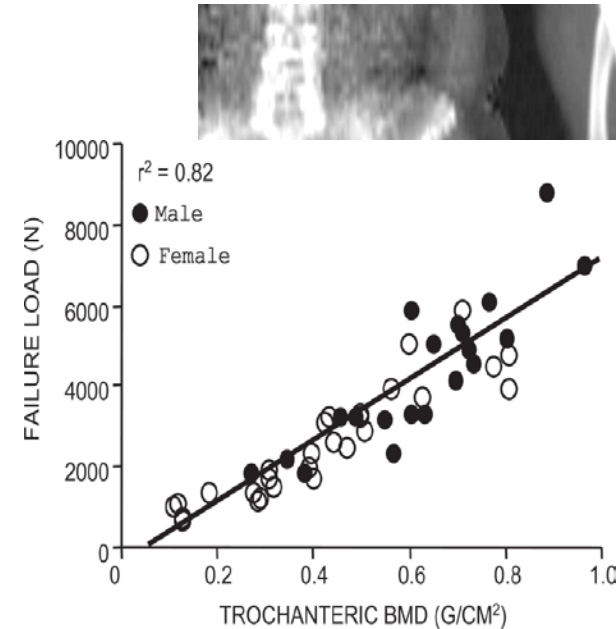 10000
r² = 0.82
Male
8000
Female
6000
4000
2000
0
FAILURE LOAD (N)
0 0.2 0.4 0.6 0.8 1.0
TROCHANTERIC BMD (G/CM²)